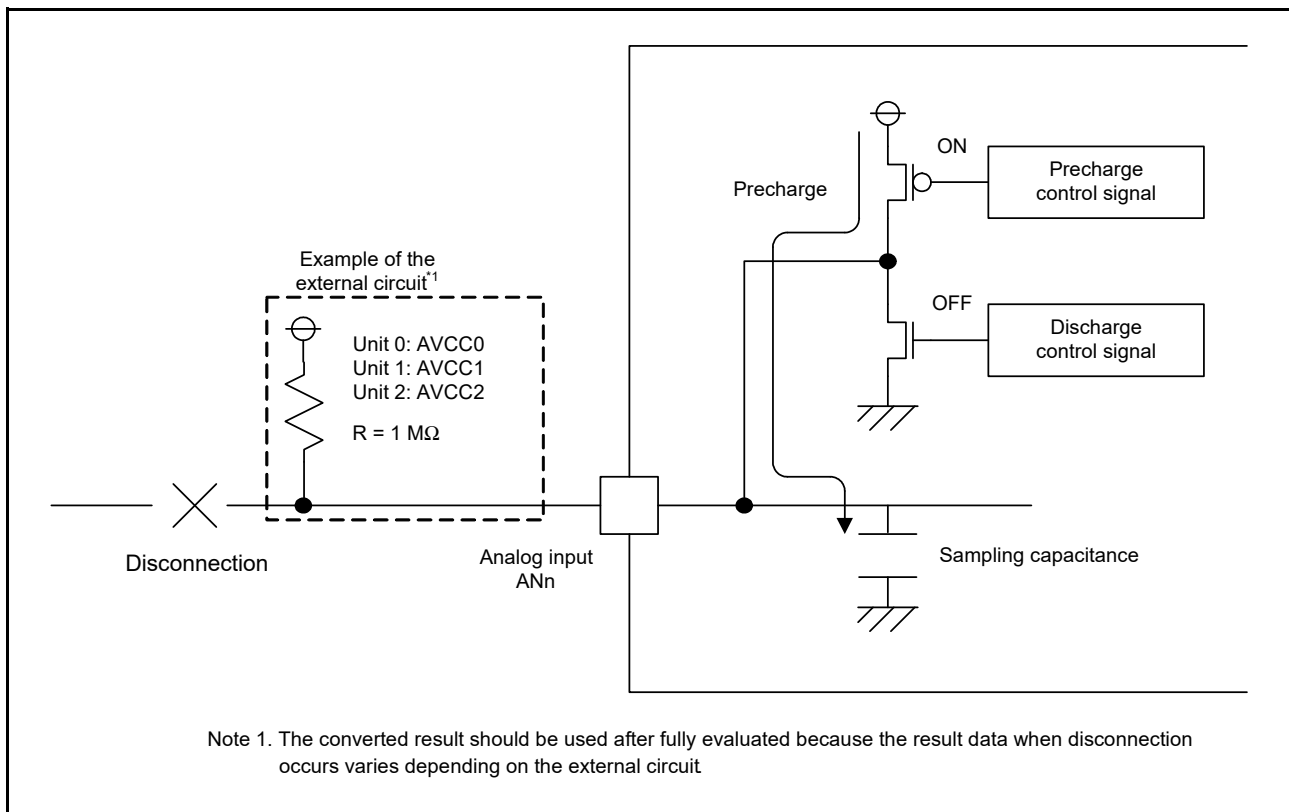 ON
Precharge
control signal
Precharge
Example of the
external circuit*1
OFF
Unit 0: AVCC0
Unit 1: AVCC1
Unit 2: AVCC2
R = 1 MΩ
Discharge
control signal
Disconnection
Analog input
ANn
Sampling capacitance
Note 1. The converted result should be used after fully evaluated because the result data when disconnection
occurs varies depending on the external circuit.